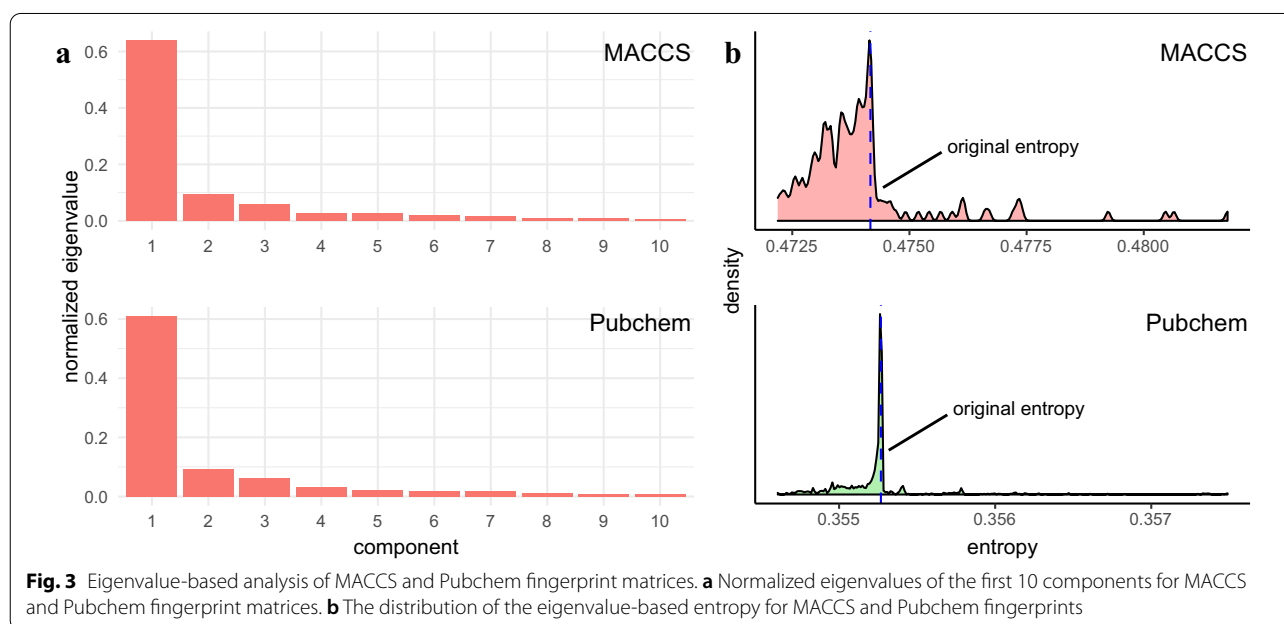 a
MACCS
0.6
0.4
0.2
0.0
1 2 3 4 5 6 7 8 9 10
normalized eigenvalue
Pubchem
0.6
0.4
0.2
0.0
1 2 3 4 5 6 7 8 9 10
component
b
MACCS
original entropy
0.4725 0.4750 0.4775 0.4800
density
Pubchem
original entropy
0.355 0.356 0.357
entropy
Fig. 3 Eigenvalue-based analysis of MACCS and Pubchem fingerprint matrices. a Normalized eigenvalues of the first 10 components for MACCS
and Pubchem fingerprint matrices. b The distribution of the eigenvalue-based entropy for MACCS and Pubchem fingerprints